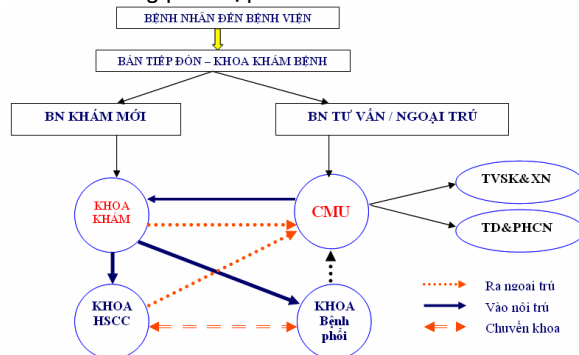 BỆNH NHÂN ĐẾN BỆNH VIỆN
BÀN TIẾP ĐÓN – KHOA KHÁM BỆNH
BN KHÁM MỚI
BN TƯ VẤN / NGOẠI TRÚ
KHOA
KHÁM
CMU
TVSK&XN
TD&PHCN
KHOA
HSCC
KHOA
Bệnh
phổi
Ra ngoại trú
Vào nội trú
Chuyển khoa